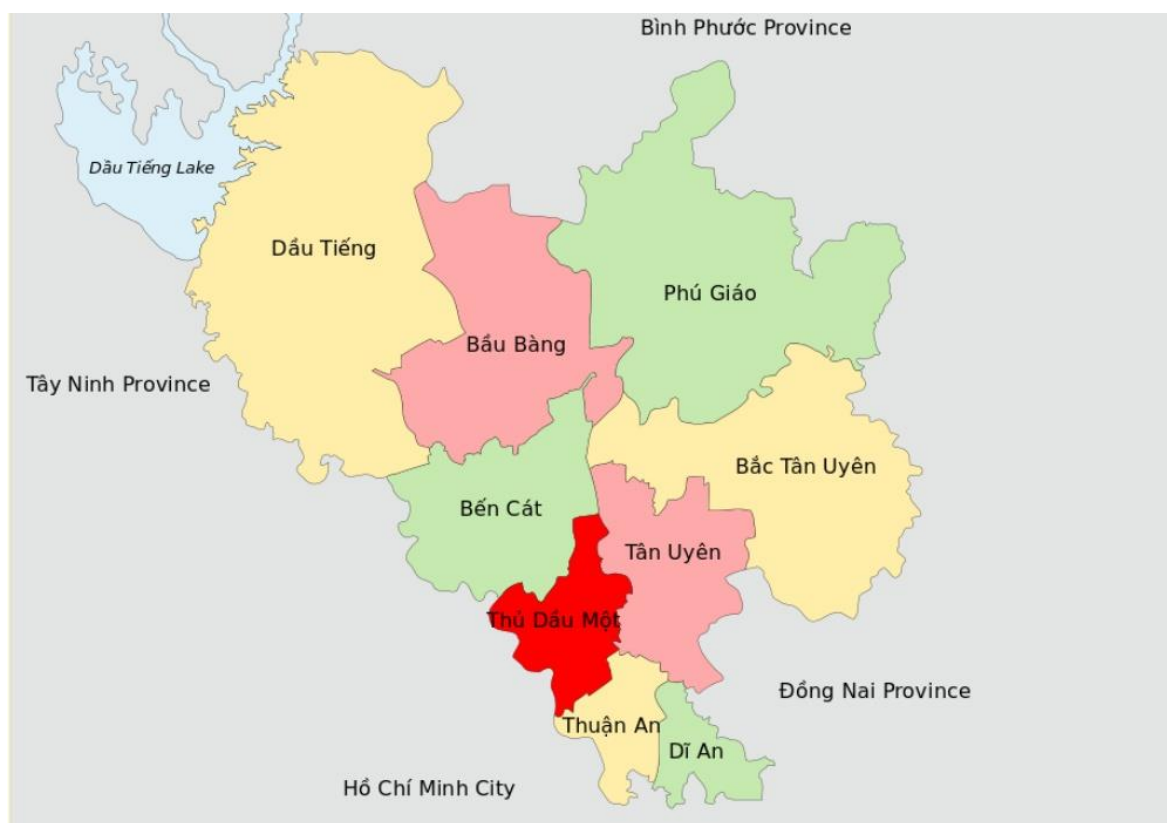 Bình Phước Province
Dầu Tiếng Lake
Dầu Tiếng
Phú Giáo
Bầu Bàng
Tây Ninh Province
Bắc Tân Uyên
Bến Cát
Tân Uyên
Thủ Dầu Một
Đồng Nai Province
Thuận An
Dĩ An
Hồ Chí Minh City